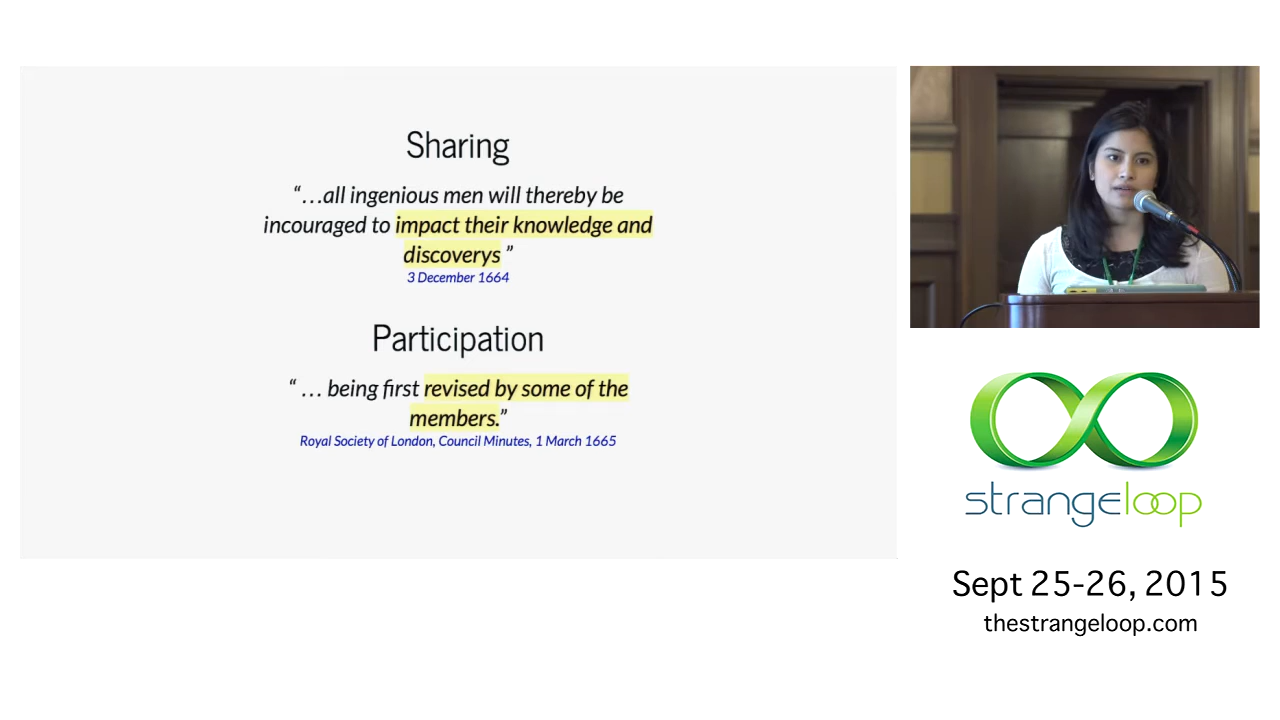 Sharing
“…all ingenious men will thereby be
incouraged to impact their knowledge and
discoverys ”
3 December 1664
Participation
“ … being first revised by some of the
members.”
Royal Society of London, Council Minutes, 1 March 1665
strangeloop
Sept 25-26, 2015
thestrangeloop.com